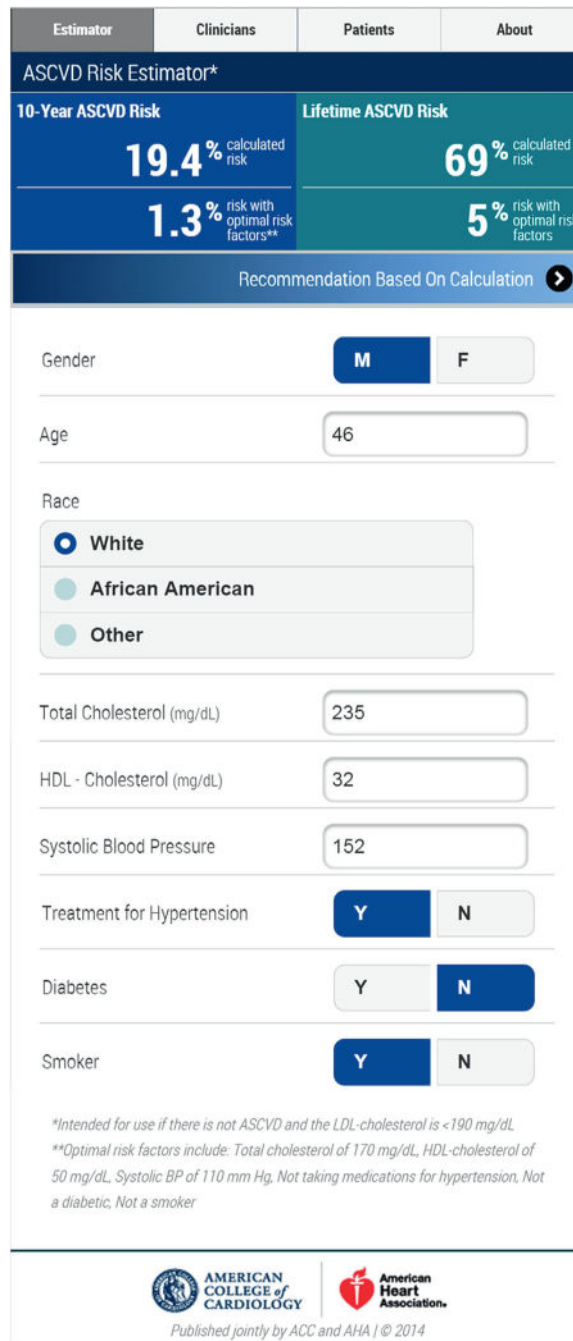 Estimator Clinicians Patients About
ASCVD Risk Estimator*
10-Year ASCVD Risk
19.4% calculated risk
1.3% risk with optimal risk factors**
Lifetime ASCVD Risk
69% calculated risk
5% risk with optimal risk factors
Recommendation Based On Calculation
Gender M F
Age 46
Race
White
African American
Other
Total Cholesterol (mg/dL) 235
HDL - Cholesterol (mg/dL) 32
Systolic Blood Pressure 152
Treatment for Hypertension Y N
Diabetes Y N
Smoker Y N
*Intended for use if there is not ASCVD and the LDL-cholesterol is <190 mg/dL
**Optimal risk factors include: Total cholesterol of 170 mg/dL, HDL-cholesterol of
50 mg/dL, Systolic BP of 110 mm Hg, Not taking medications for hypertension, Not
a diabetic, Not a smoker
AMERICAN
COLLEGE of
CARDIOLOGY
American
Heart
Association®
Published jointly by ACC and AHA | © 2014